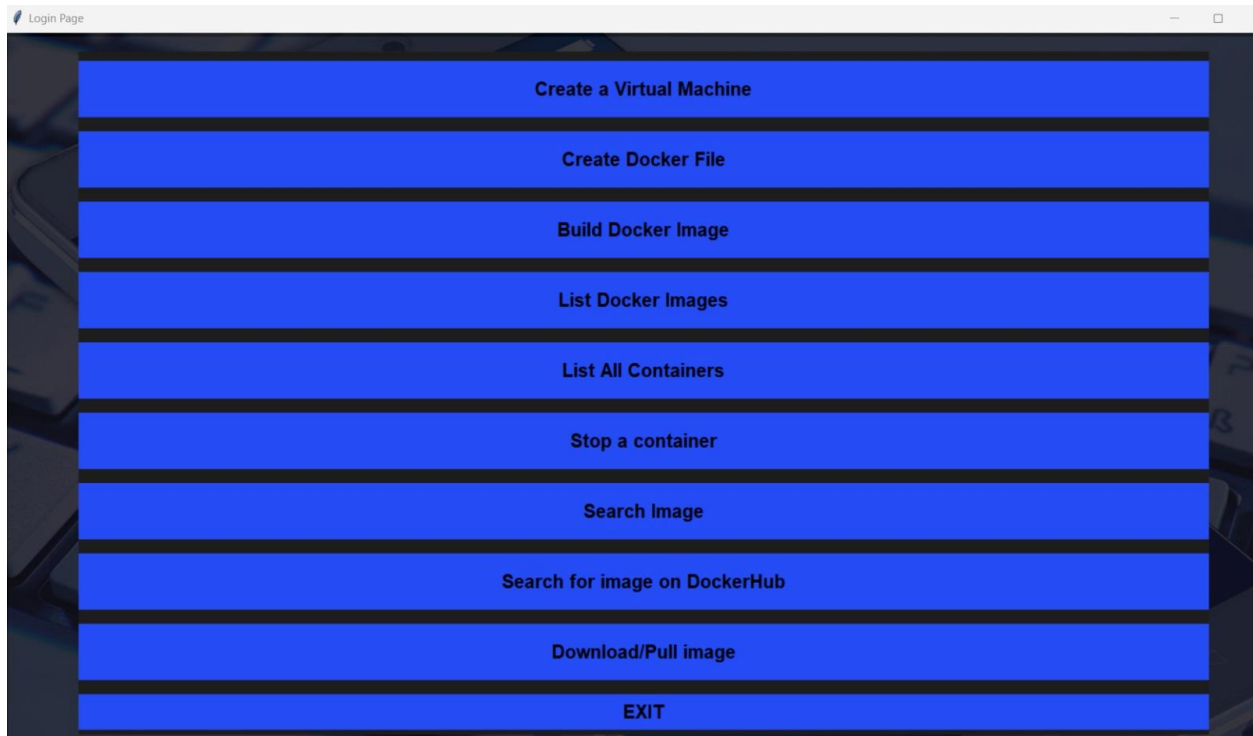 Login Page
Create a Virtual Machine
Create Docker File
Build Docker Image
List Docker Images
List All Containers
Stop a container
Search Image
Search for image on DockerHub
Download/Pull image
EXIT